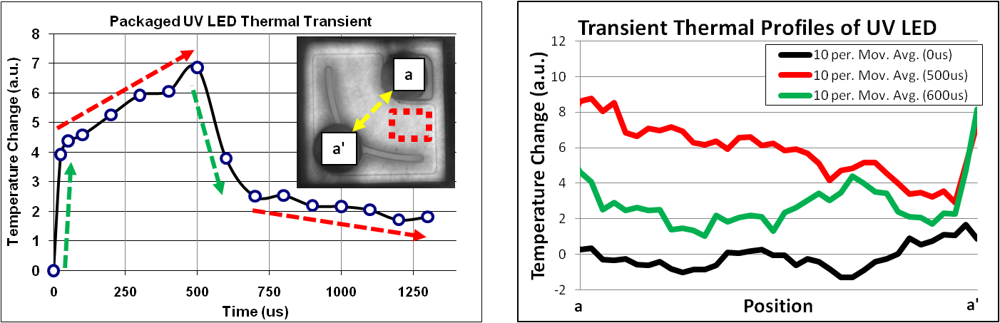 Packaged UV LED Thermal Transient
Temperature Change (a.u.)
8
7
6
5
4
3
2
1
0
0 250 500 750 1000 1250
Time (us)
a
a'
Transient Thermal Profiles of UV LED
Temperature Change (a.u.)
12
10
8
6
4
2
0
-2
10 per. Mov. Avg. (0us)
10 per. Mov. Avg. (500us)
10 per. Mov. Avg. (600us)
a Position a'